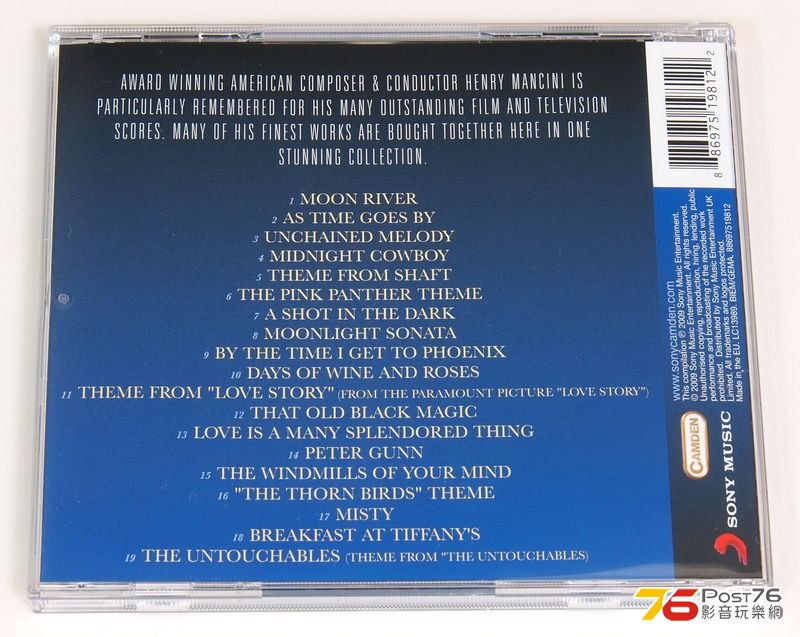 AWARD WINNING AMERICAN COMPOSER & CONDUCTOR HENRY MANCINI IS
PARTICULARLY REMEMBERED FOR HIS MANY OUTSTANDING FILM AND TELEVISION
SCORES. MANY OF HIS FINEST WORKS ARE BOUGHT TOGETHER HERE IN ONE
STUNNING COLLECTION.
1 MOON RIVER
2 AS TIME GOES BY
3 UNCHAINED MELODY
4 MIDNIGHT COWBOY
5 THEME FROM SHAFT
6 THE PINK PANTHER THEME
7 A SHOT IN THE DARK
8 MOONLIGHT SONATA
9 BY THE TIME I GET TO PHOENIX
10 DAYS OF WINE AND ROSES
11 THEME FROM "LOVE STORY" (FROM THE PARAMOUNT PICTURE "LOVE STORY")
12 THAT OLD BLACK MAGIC
13 LOVE IS A MANY SPLENDORED THING
14 PETER GUNN
15 THE WINDMILLS OF YOUR MIND
16 "THE THORN BIRDS" THEME
17 MISTY
18 BREAKFAST AT TIFFANY'S
19 THE UNTOUCHABLES (THEME FROM "THE UNTOUCHABLES)
8 86975 19812 2
www.sonycamden.com
This compilation ℗ 2009 Sony Music Entertainment.
© 2009 Sony Music Entertainment. All rights reserved.
Unauthorised copying, reproduction, hiring, lending, public
performance and broadcasting of the recorded work
prohibited. Distributed by Sony Music Entertainment UK
Limited. All trademarks and logos protected.
Made in the EU. LC13989. BIEM/GEMA. 88697519812
CAMDEN
SONY MUSIC
76 Post76
影音玩樂網